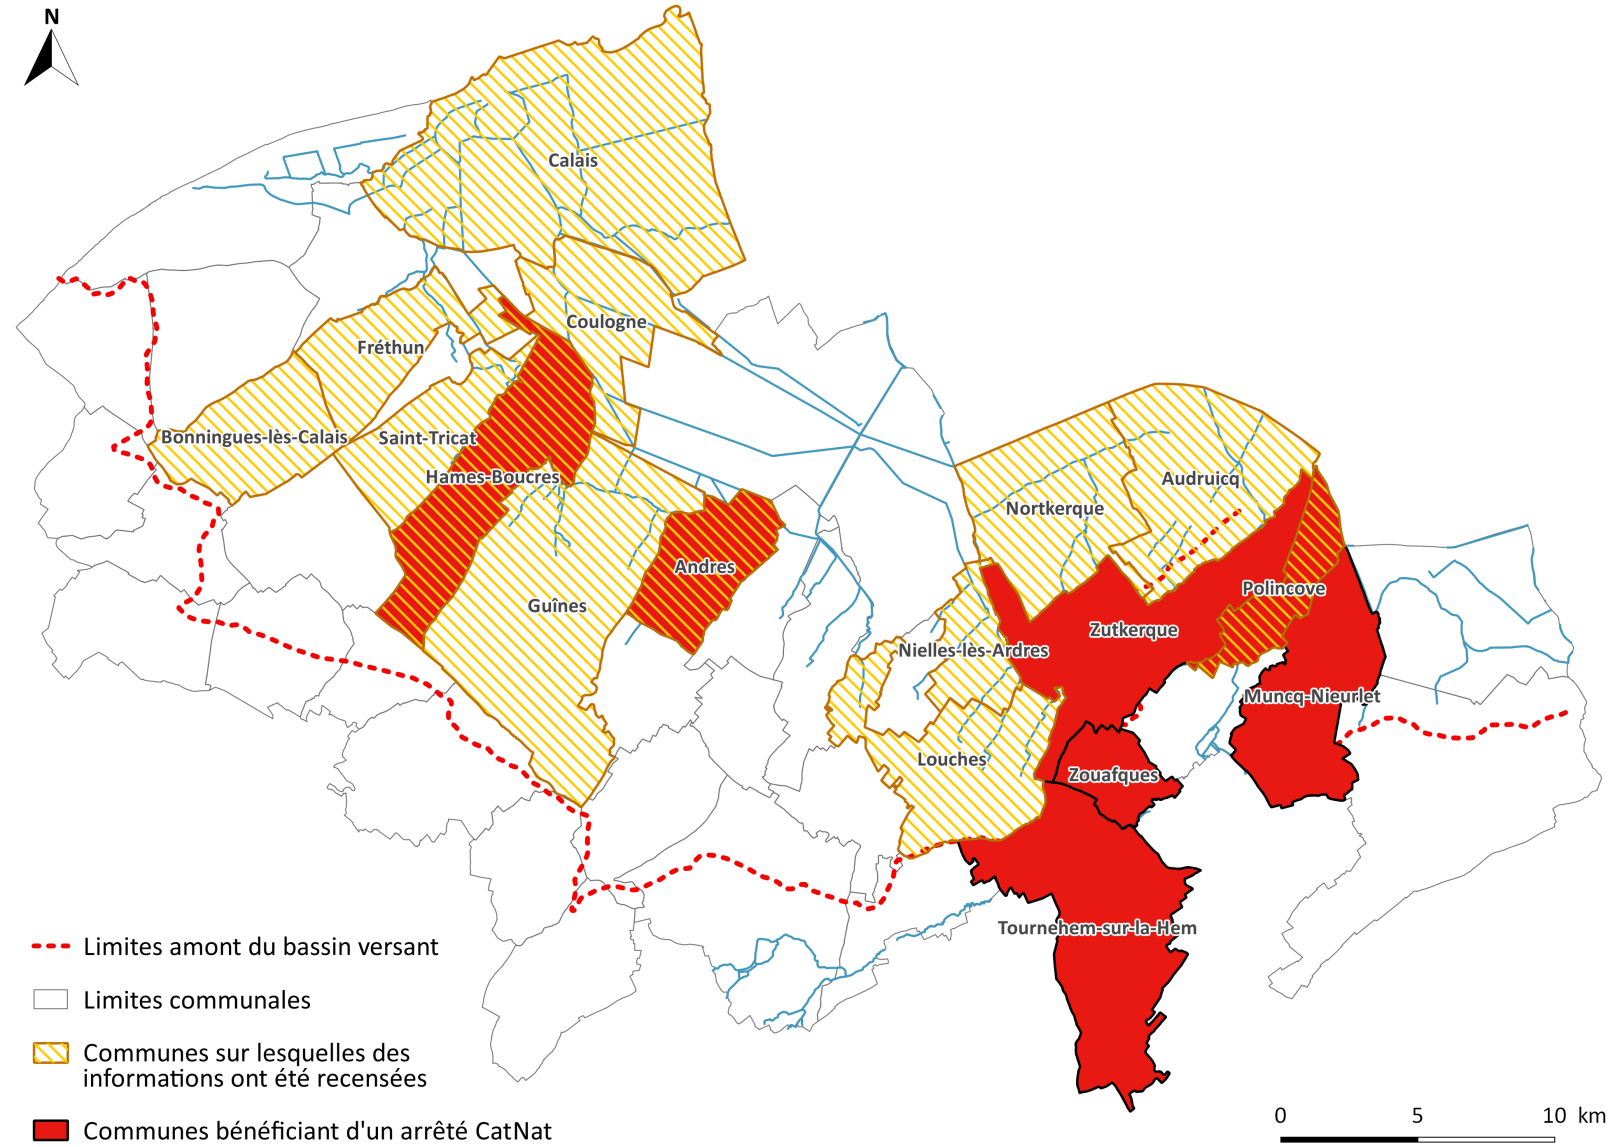 N
Calais
Coulogne
Fréthun
Bonningues-lès-Calais
Saint-Tricat
Hames-Boucres
Audruicq
Nortkerque
Andres
Polincove
Guînes
Zutkerque
Nielles-lès-Ardres
Muncq-Nieurlet
Louches
Zouafques
Tournehem-sur-la-Hem
Limites amont du bassin versant
Limites communales
Communes sur lesquelles des
informations ont été recensées
Communes bénéficiant d'un arrêté CatNat
0 5 10 km